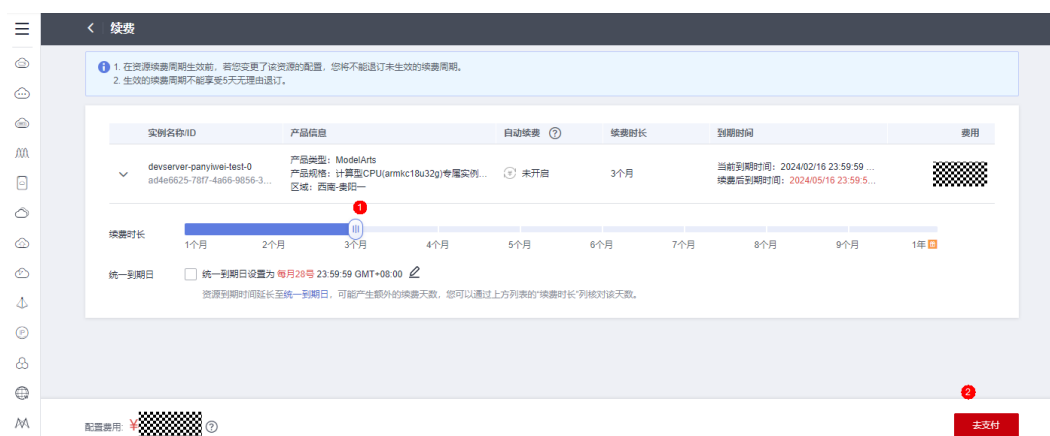 续费
1. 在资源续费周期生效前，若您变更了该资源的配置，您将不能退订未生效的续费周期。
2. 生效的续费周期不能享受5天无理由退订。
实例名称/ID 产品信息 自动续费 ? 续费时长 到期时间 费用
devserver-panyiwei-test-0
ad4e6625-78f7-4a66-9856-3...
产品类型：ModelArts
产品规格：计算型CPU(armkc18u32g)专属实例...
区域：西南-贵阳一
未开启
3个月
当前到期时间：2024/02/16 23:59:59 ...
续费后到期时间：2024/05/16 23:59:5...
1
续费时长
1个月 2个月 3个月 4个月 5个月 6个月 7个月 8个月 9个月 1年
统一到期日 统一到期日设置为 每月28号 23:59:59 GMT+08:00
资源到期时间延长至统一到期日，可能产生额外的续费天数，您可以通过上方列表的“续费时长”列核对该天数。
2
配置费用: ¥ ?
去支付